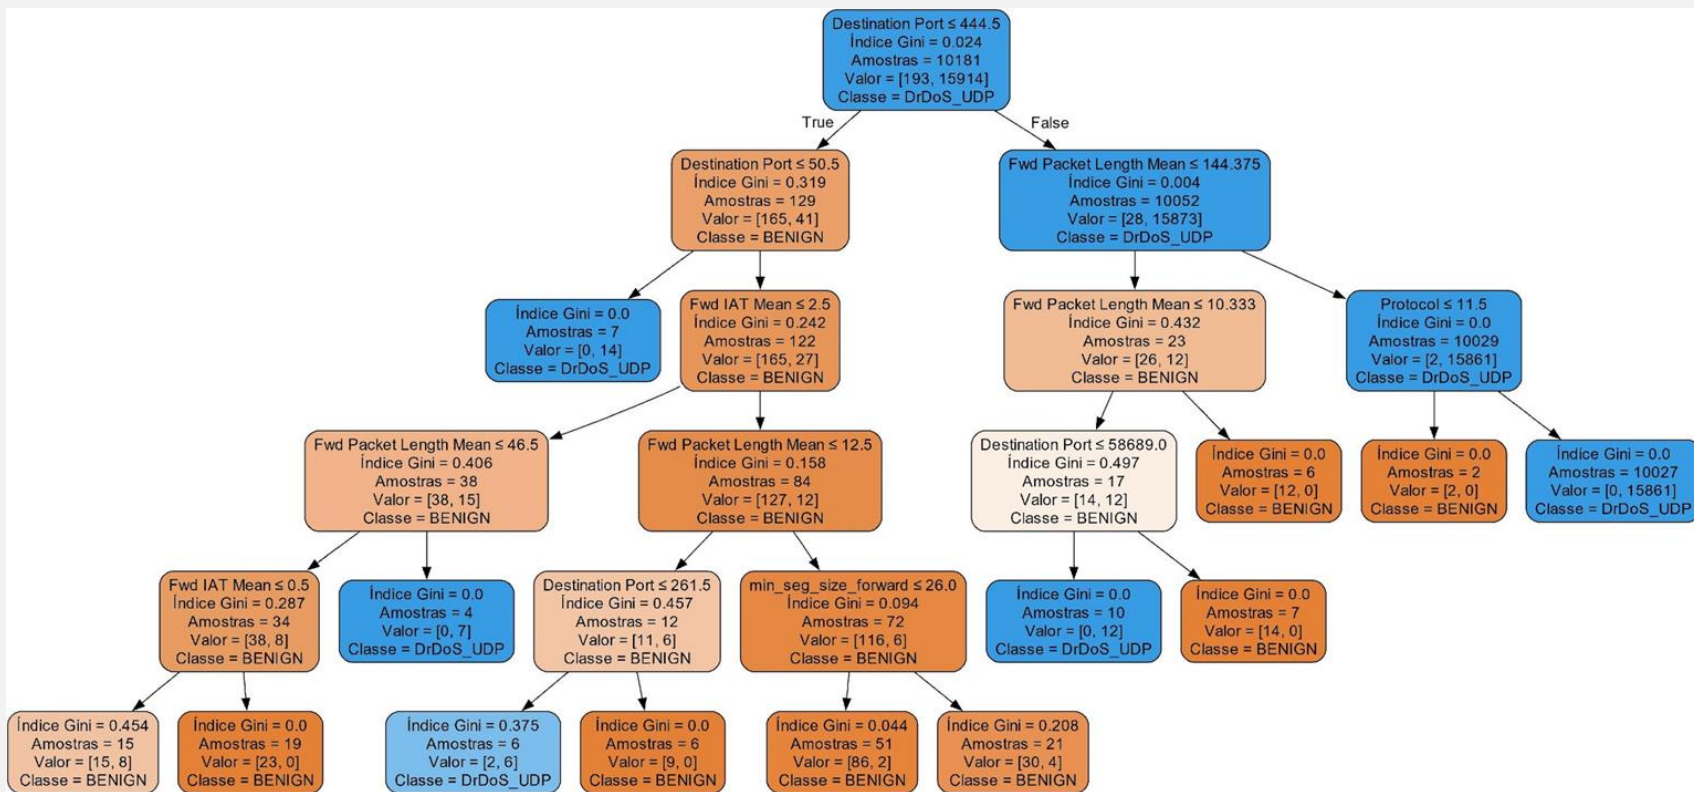 Destination Port ≤ 444.5
Índice Gini = 0.024
Amostras = 10181
Valor = [193, 15914]
Classe = DrDoS_UDP
True
False
Destination Port ≤ 50.5
Índice Gini = 0.319
Amostras = 129
Valor = [165, 41]
Classe = BENIGN
Fwd Packet Length Mean ≤ 144.375
Índice Gini = 0.004
Amostras = 10052
Valor = [28, 15873]
Classe = DrDoS_UDP
Índice Gini = 0.0
Amostras = 7
Valor = [0, 14]
Classe = DrDoS_UDP
Fwd IAT Mean ≤ 2.5
Índice Gini = 0.242
Amostras = 122
Valor = [165, 27]
Classe = BENIGN
Fwd Packet Length Mean ≤ 10.333
Índice Gini = 0.432
Amostras = 23
Valor = [26, 12]
Classe = BENIGN
Protocol ≤ 11.5
Índice Gini = 0.0
Amostras = 10029
Valor = [2, 15861]
Classe = DrDoS_UDP
Fwd Packet Length Mean ≤ 46.5
Índice Gini = 0.406
Amostras = 38
Valor = [38, 15]
Classe = BENIGN
Fwd Packet Length Mean ≤ 12.5
Índice Gini = 0.158
Amostras = 84
Valor = [127, 12]
Classe = BENIGN
Destination Port ≤ 58689.0
Índice Gini = 0.497
Amostras = 17
Valor = [14, 12]
Classe = BENIGN
Índice Gini = 0.0
Amostras = 6
Valor = [12, 0]
Classe = BENIGN
Índice Gini = 0.0
Amostras = 2
Valor = [2, 0]
Classe = BENIGN
Índice Gini = 0.0
Amostras = 10027
Valor = [0, 15861]
Classe = DrDoS_UDP
Fwd IAT Mean ≤ 0.5
Índice Gini = 0.287
Amostras = 34
Valor = [38, 8]
Classe = BENIGN
Índice Gini = 0.0
Amostras = 4
Valor = [0, 7]
Classe = DrDoS_UDP
Destination Port ≤ 261.5
Índice Gini = 0.457
Amostras = 12
Valor = [11, 6]
Classe = BENIGN
min_seg_size_forward ≤ 26.0
Índice Gini = 0.094
Amostras = 72
Valor = [116, 6]
Classe = BENIGN
Índice Gini = 0.0
Amostras = 10
Valor = [0, 12]
Classe = DrDoS_UDP
Índice Gini = 0.0
Amostras = 7
Valor = [14, 0]
Classe = BENIGN
Índice Gini = 0.454
Amostras = 15
Valor = [15, 8]
Classe = BENIGN
Índice Gini = 0.0
Amostras = 19
Valor = [23, 0]
Classe = BENIGN
Índice Gini = 0.375
Amostras = 6
Valor = [2, 6]
Classe = DrDoS_UDP
Índice Gini = 0.0
Amostras = 6
Valor = [9, 0]
Classe = BENIGN
Índice Gini = 0.044
Amostras = 51
Valor = [86, 2]
Classe = BENIGN
Índice Gini = 0.208
Amostras = 21
Valor = [30, 4]
Classe = BENIGN